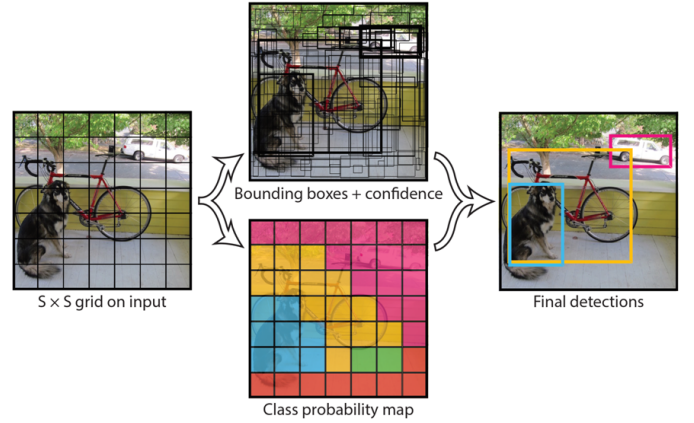 Bounding boxes + confidence
S × S grid on input
Final detections
Class probability map